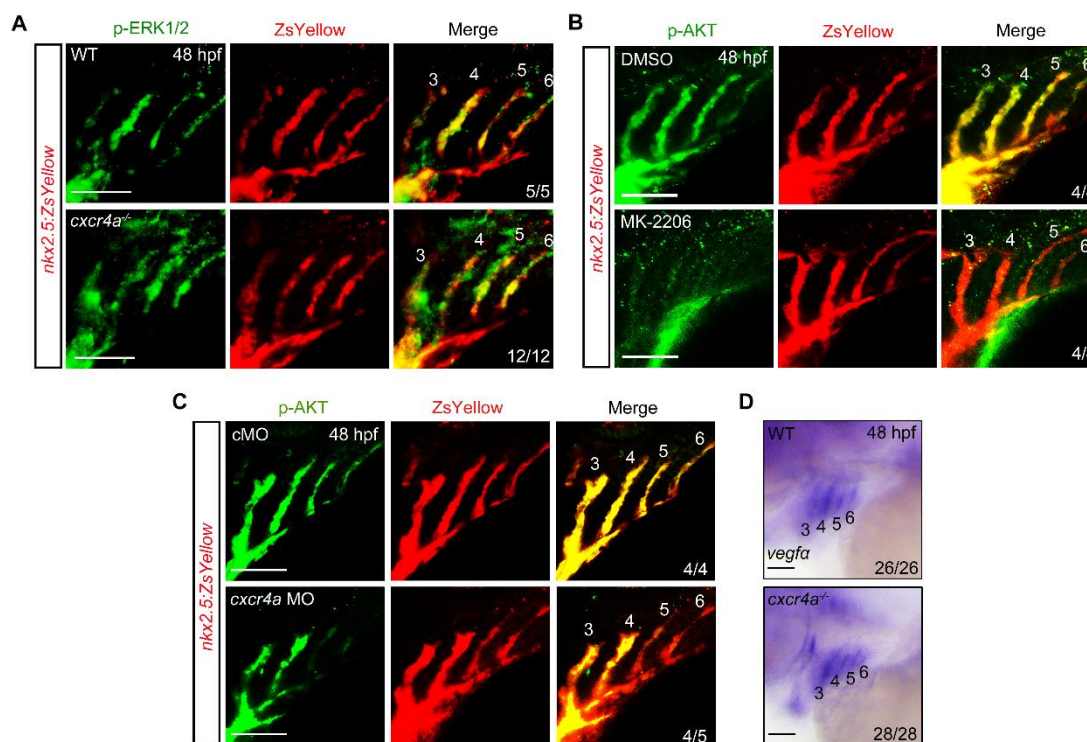 A
p-ERK1/2 ZsYellow Merge
nkx2.5:ZsYellow
WT 48 hpf
3 4 5 6
5/5
cxcr4a-/-
3 4 5 6
12/12
B
p-AKT ZsYellow Merge
nkx2.5:ZsYellow
DMSO 48 hpf
3 4 5 6
4/
MK-2206
3 4 5 6
4/
C
p-AKT ZsYellow Merge
nkx2.5:ZsYellow
cMO 48 hpf
3 4 5 6
4/4
cxcr4a MO
3 4 5 6
4/5
D
WT 48 hpf
3 4 5 6
vegfα
26/26
cxcr4a-/-
3 4 5 6
28/28